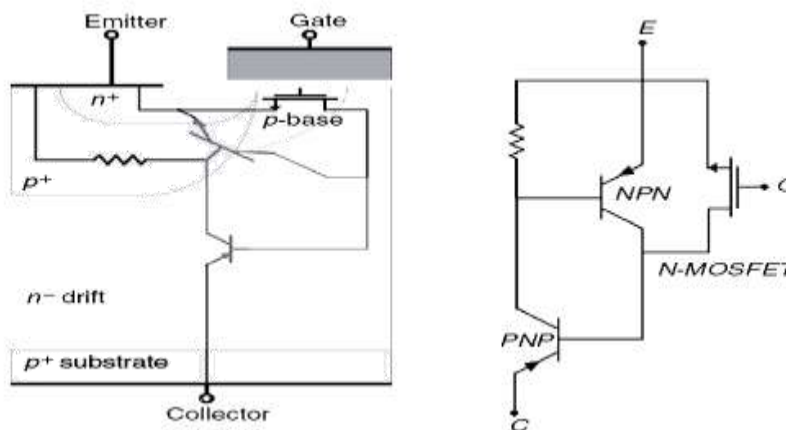 Emitter
Gate
n+
p-base
p+
n− drift
p+ substrate
Collector
E
NPN
N-MOSFET
PNP
C